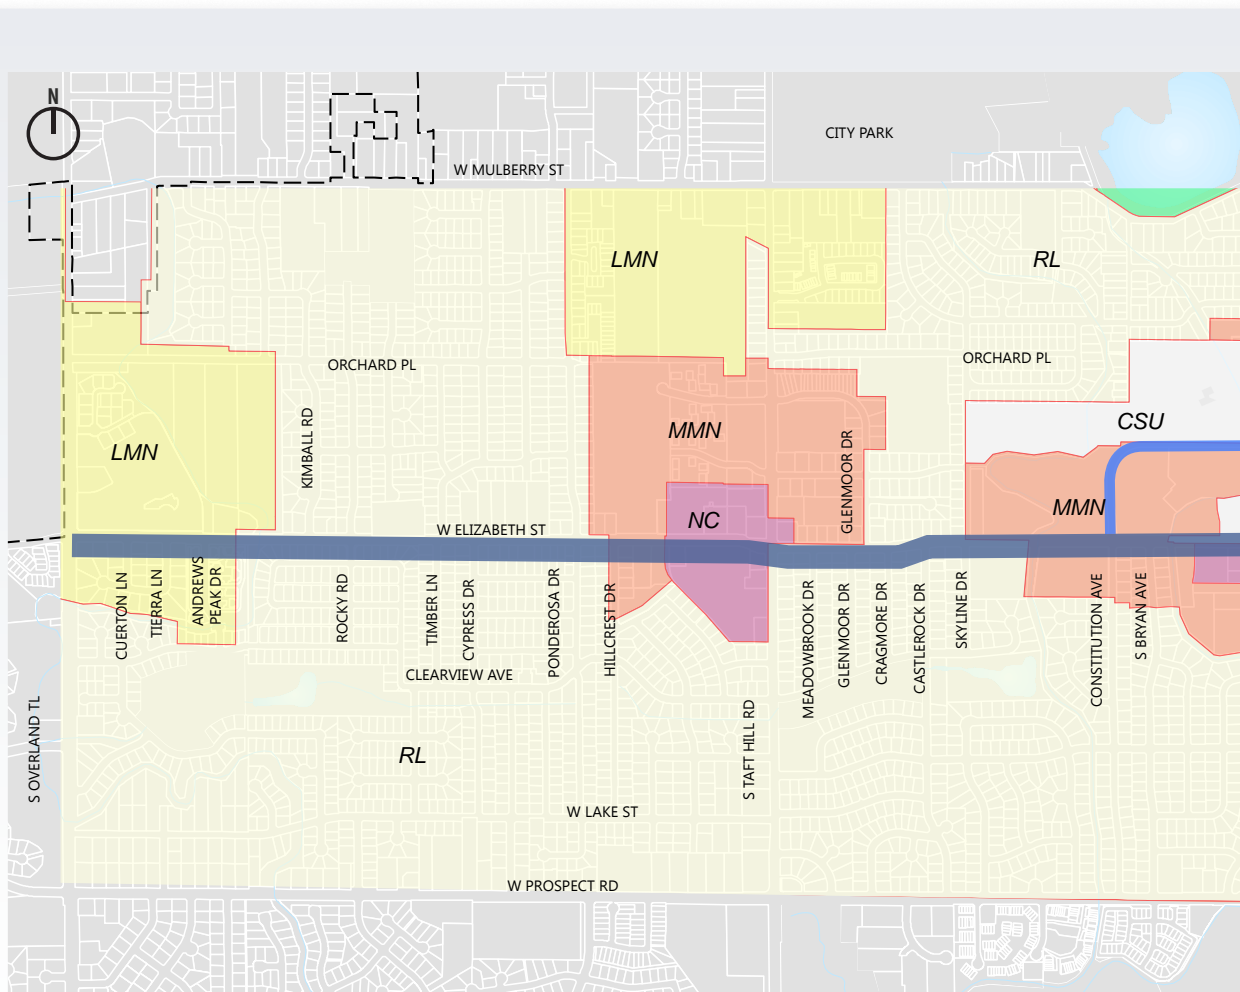 N
CITY PARK
W MULBERRY ST
LMN
RL
ORCHARD PL
ORCHARD PL
KIMBALL RD
CSU
MMN
GLENMOOR DR
LMN
MMN
NC
W ELIZABETH ST
CUERTON LN
TIERRA LN
ANDREWS
PEAK DR
ROCKY RD
TIMBER LN
CYPRESS DR
PONDEROSA DR
HILLCREST DR
MEADOWBROOK DR
GLENMOOR DR
CRAGMORE DR
CASTLEROCK DR
SKYLINE DR
CONSTITUTION AVE
S BRYAN AVE
CLEARVIEW AVE
S OVERLAND TL
S TAFT HILL RD
RL
W LAKE ST
W PROSPECT RD